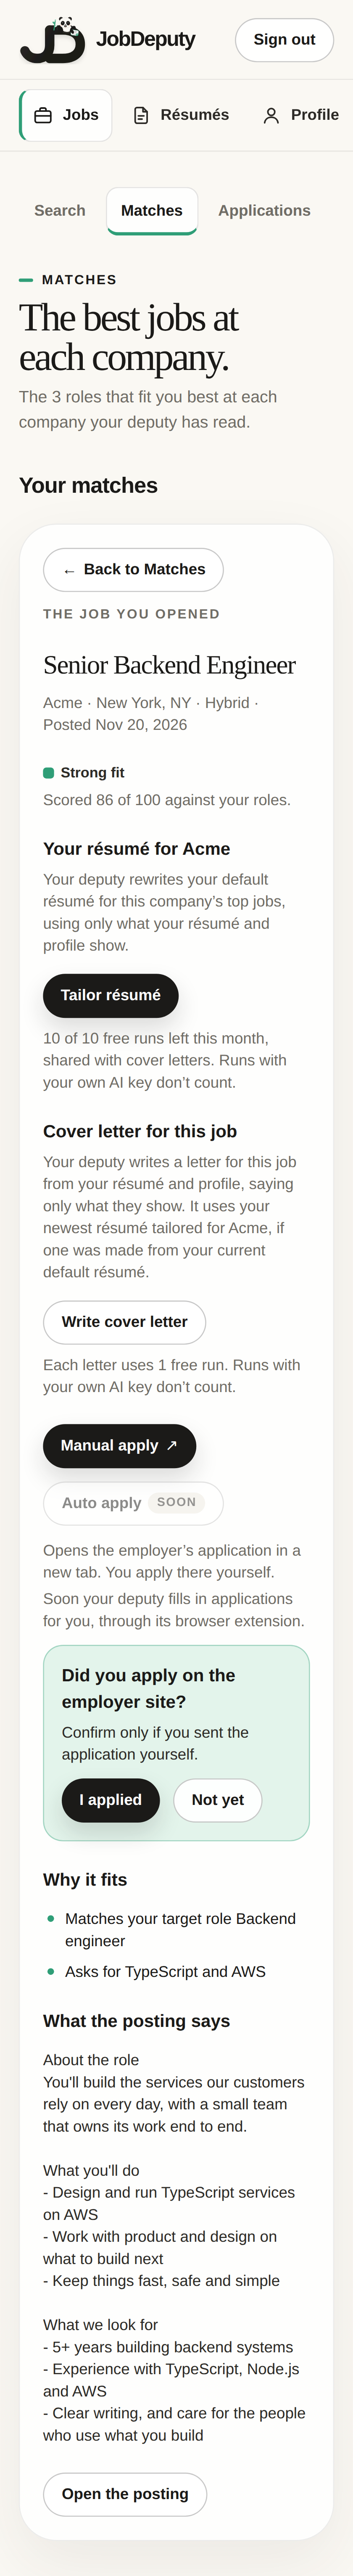 JobDeputy
Sign out
Jobs
Résumés
Profile
Search
Matches
Applications
MATCHES
The best jobs at
each company.
The 3 roles that fit you best at each
company your deputy has read.
Your matches
← Back to Matches
THE JOB YOU OPENED
Senior Backend Engineer
Acme · New York, NY · Hybrid ·
Posted Nov 20, 2026
Strong fit
Scored 86 of 100 against your roles.
Your résumé for Acme
Your deputy rewrites your default
résumé for this company’s top jobs,
using only what your résumé and
profile show.
Tailor résumé
10 of 10 free runs left this month,
shared with cover letters. Runs with
your own AI key don’t count.
Cover letter for this job
Your deputy writes a letter for this job
from your résumé and profile, saying
only what they show. It uses your
newest résumé tailored for Acme, if
one was made from your current
default résumé.
Write cover letter
Each letter uses 1 free run. Runs with
your own AI key don’t count.
Manual apply ↗
Auto apply SOON
Opens the employer’s application in a
new tab. You apply there yourself.
Soon your deputy fills in applications
for you, through its browser extension.
Did you apply on the
employer site?
Confirm only if you sent the
application yourself.
I applied
Not yet
Why it fits
Matches your target role Backend
engineer
Asks for TypeScript and AWS
What the posting says
About the role
You'll build the services our customers
rely on every day, with a small team
that owns its work end to end.
What you'll do
- Design and run TypeScript services
on AWS
- Work with product and design on
what to build next
- Keep things fast, safe and simple
What we look for
- 5+ years building backend systems
- Experience with TypeScript, Node.js
and AWS
- Clear writing, and care for the people
who use what you build
Open the posting